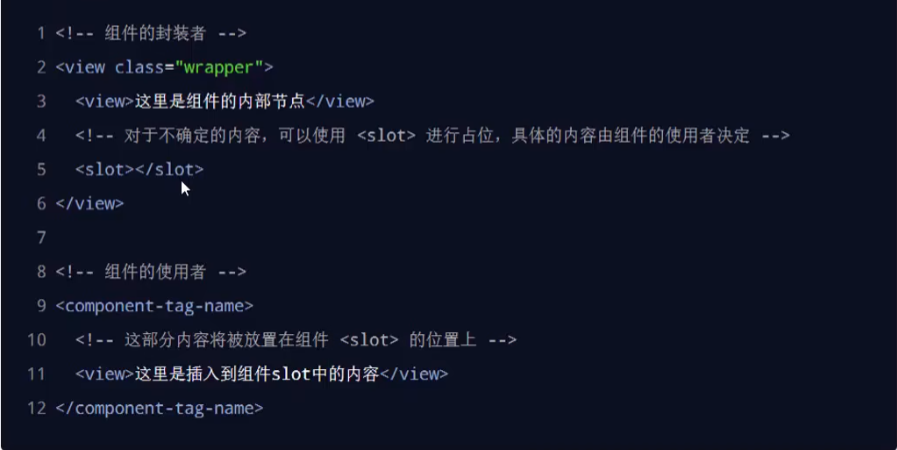 1 <!-- 组件的封装者 -->
2 <view class="wrapper">
3   <view>这里是组件的内部节点</view>
4   <!-- 对于不确定的内容，可以使用 <slot> 进行占位，具体的内容由组件的使用者决定 -->
5   <slot></slot>
6 </view>
7
8 <!-- 组件的使用者 -->
9 <component-tag-name>
10   <!-- 这部分内容将被放置在组件 <slot> 的位置上 -->
11   <view>这里是插入到组件slot中的内容</view>
12 </component-tag-name>